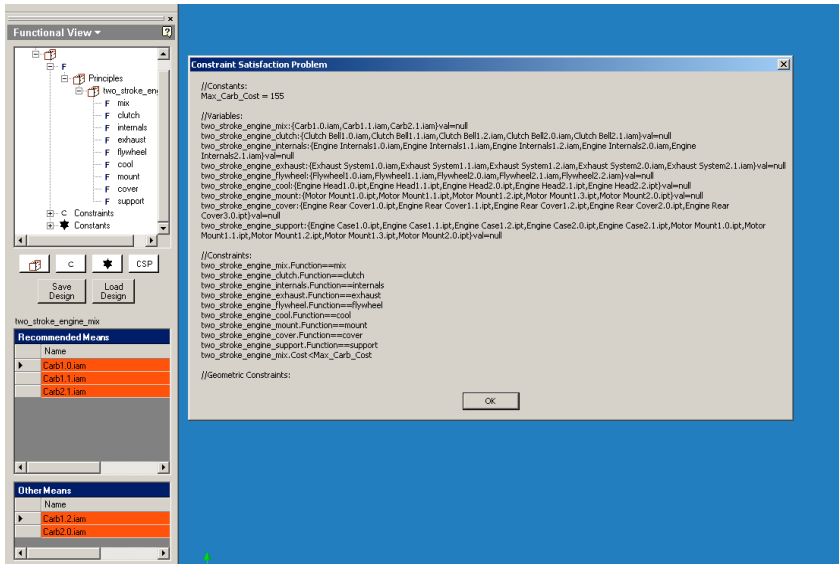 Functional View
?
F
Principles
two_stroke_en
F mix
F clutch
F internals
F exhaust
F flywheel
F cool
F mount
F cover
F support
C Constraints
Constants
C
CSP
Save
Design
Load
Design
two_stroke_engine_mix
Recommended Means
Name
Carb1.0.iam
Carb1.1.iam
Carb2.1.iam
Other Means
Name
Carb1.2.iam
Carb2.0.iam
Constraint Satisfaction Problem
//Constants:
Max_Carb_Cost = 155
//Variables:
two_stroke_engine_mix:{Carb1.0.iam,Carb1.1.iam,Carb2.1.iam}val=null
two_stroke_engine_clutch:{Clutch Bell1.0.iam,Clutch Bell1.1.iam,Clutch Bell1.2.iam,Clutch Bell2.0.iam,Clutch Bell2.1.iam}val=null
two_stroke_engine_internals:{Engine Internals1.0.iam,Engine Internals1.1.iam,Engine Internals1.2.iam,Engine Internals2.0.iam,Engine
Internals2.1.iam}val=null
two_stroke_engine_exhaust:{Exhaust System1.0.iam,Exhaust System1.1.iam,Exhaust System1.2.iam,Exhaust System2.0.iam,Exhaust System2.1.iam}val=null
two_stroke_engine_flywheel:{Flywheel1.0.iam,Flywheel1.1.iam,Flywheel2.0.iam,Flywheel2.1.iam,Flywheel2.2.iam}val=null
two_stroke_engine_cool:{Engine Head1.0.ipt,Engine Head1.1.ipt,Engine Head2.0.ipt,Engine Head2.1.ipt,Engine Head2.2.ipt}val=null
two_stroke_engine_mount:{Motor Mount1.0.ipt,Motor Mount1.1.ipt,Motor Mount1.2.ipt,Motor Mount1.3.ipt,Motor Mount2.0.ipt}val=null
two_stroke_engine_cover:{Engine Rear Cover1.0.ipt,Engine Rear Cover1.1.ipt,Engine Rear Cover1.2.ipt,Engine Rear Cover2.0.ipt,Engine Rear
Cover3.0.ipt}val=null
two_stroke_engine_support:{Engine Case1.0.ipt,Engine Case1.1.ipt,Engine Case1.2.ipt,Engine Case2.0.ipt,Engine Case2.1.ipt,Motor Mount1.0.ipt,Motor
Mount1.1.ipt,Motor Mount1.2.ipt,Motor Mount1.3.ipt,Motor Mount2.0.ipt}val=null
//Constraints:
two_stroke_engine_mix.Function==mix
two_stroke_engine_clutch.Function==clutch
two_stroke_engine_internals.Function==internals
two_stroke_engine_exhaust.Function==exhaust
two_stroke_engine_flywheel.Function==flywheel
two_stroke_engine_cool.Function==cool
two_stroke_engine_mount.Function==mount
two_stroke_engine_cover.Function==cover
two_stroke_engine_support.Function==support
two_stroke_engine_mix.Cost<Max_Carb_Cost
//Geometric Constraints:
OK